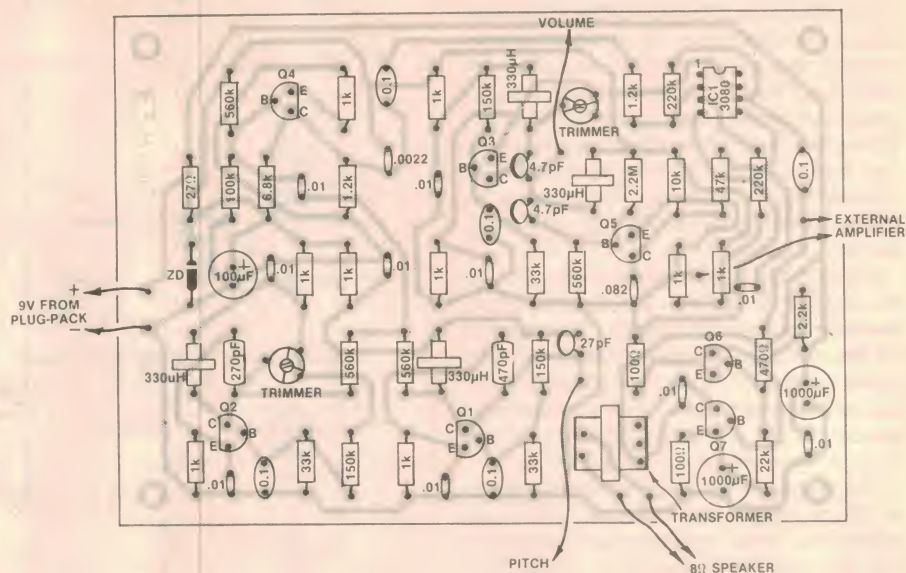 VOLUME
Q4
E
B
C
560k
1k
0.1
1k
150k
330µH
TRIMMER
1.2k
220k
1
IC1
3080
.0022
Q3
E
B
C
4.7pF
27Ω
100k
6.8k
.01
1.2k
.01
330µH
2.2M
10k
47k
220k
0.1
4.7pF
0.1
Q5
E
B
C
EXTERNAL
AMPLIFIER
ZD
+
100µF
.01
1k
1k
.01
1k
.01
33k
560k
.082
1k
1k
.01
+
9V FROM
PLUG-PACK
−
2.2k
330uH
270pF
TRIMMER
560k
560k
330µH
470pF
150k
27pF
100Ω
Q6
C
B
E
470Ω
+
1000µF
.01
Q2
C
B
E
Q1
C
B
E
C
B
E
Q7
1k
.01
0.1
33k
150k
1k
.01
0.1
33k
100Ω
+
1000µF
22k
.01
TRANSFORMER
PITCH
8Ω SPEAKER